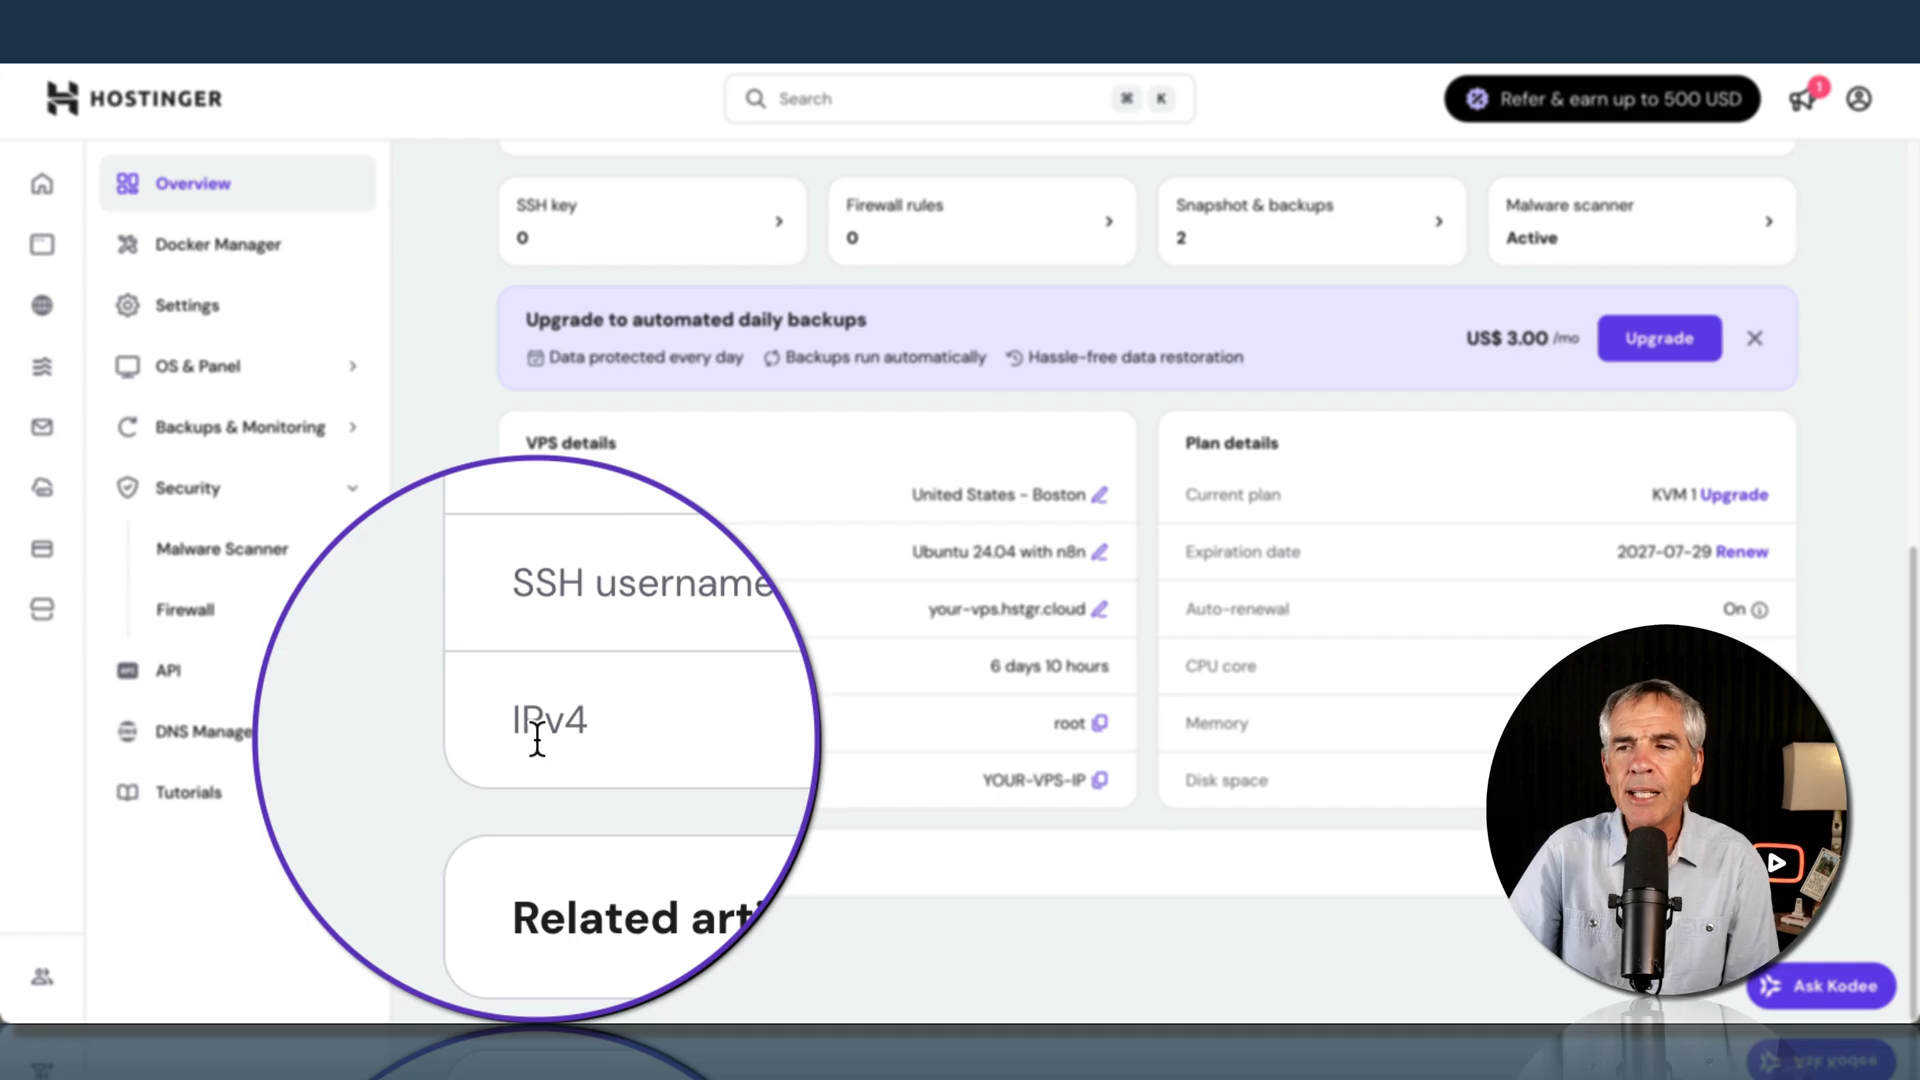 HOSTINGER
Search
⌘ K
Refer & earn up to 500 USD
1
Overview
Docker Manager
Settings
OS & Panel
Backups & Monitoring
Security
Malware Scanner
Firewall
API
DNS Manage
Tutorials
SSH key
0
Firewall rules
0
Snapshot & backups
2
Malware scanner
Active
Upgrade to automated daily backups
Data protected every day
Backups run automatically
Hassle-free data restoration
US$ 3.00 /mo
Upgrade
VPS details
United States - Boston
Ubuntu 24.04 with n8n
your-vps.hstgr.cloud
6 days 10 hours
root
YOUR-VPS-IP
SSH username
IPv4
Related arti
Plan details
Current plan
KVM 1 Upgrade
Expiration date
2027-07-29 Renew
Auto-renewal
On
CPU core
Memory
Disk space
Ask Kodee